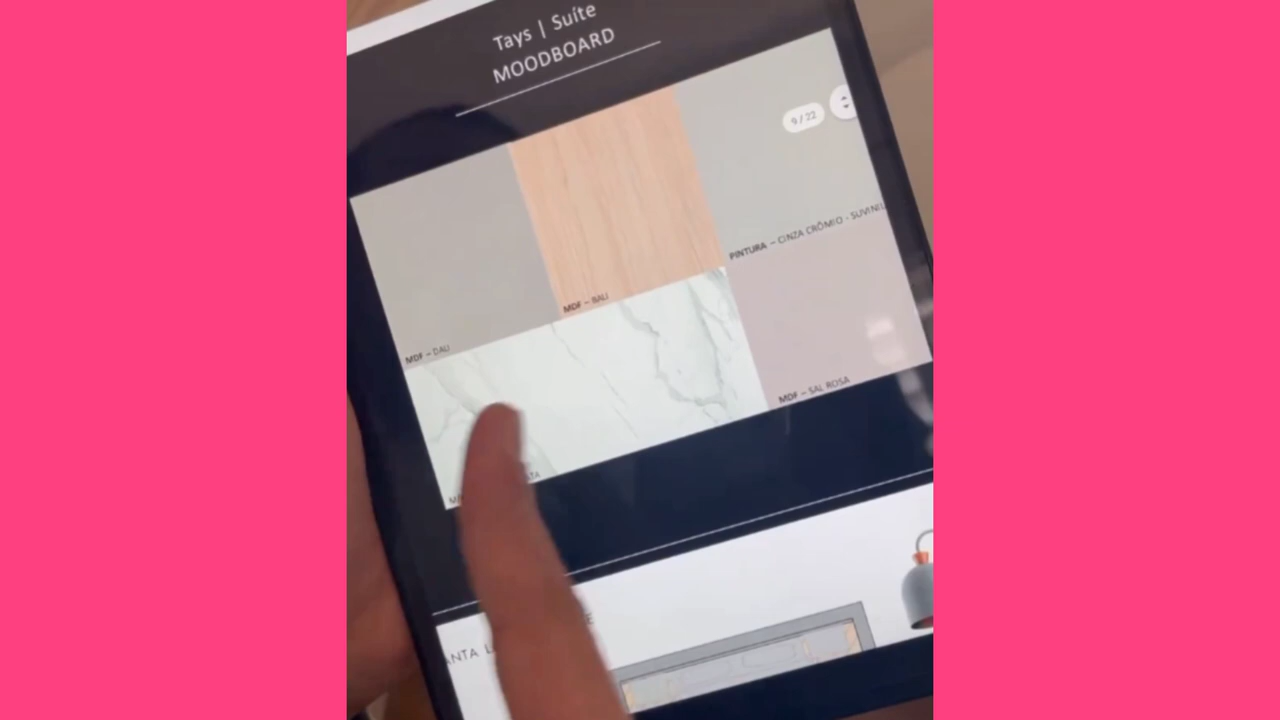 Tays | Suíte
MOODBOARD
9 / 22
PINTURA – CINZA CRÔMIO - SUVINIL
MDF – BALI
MDF – DALI
MDF – SAL ROSA